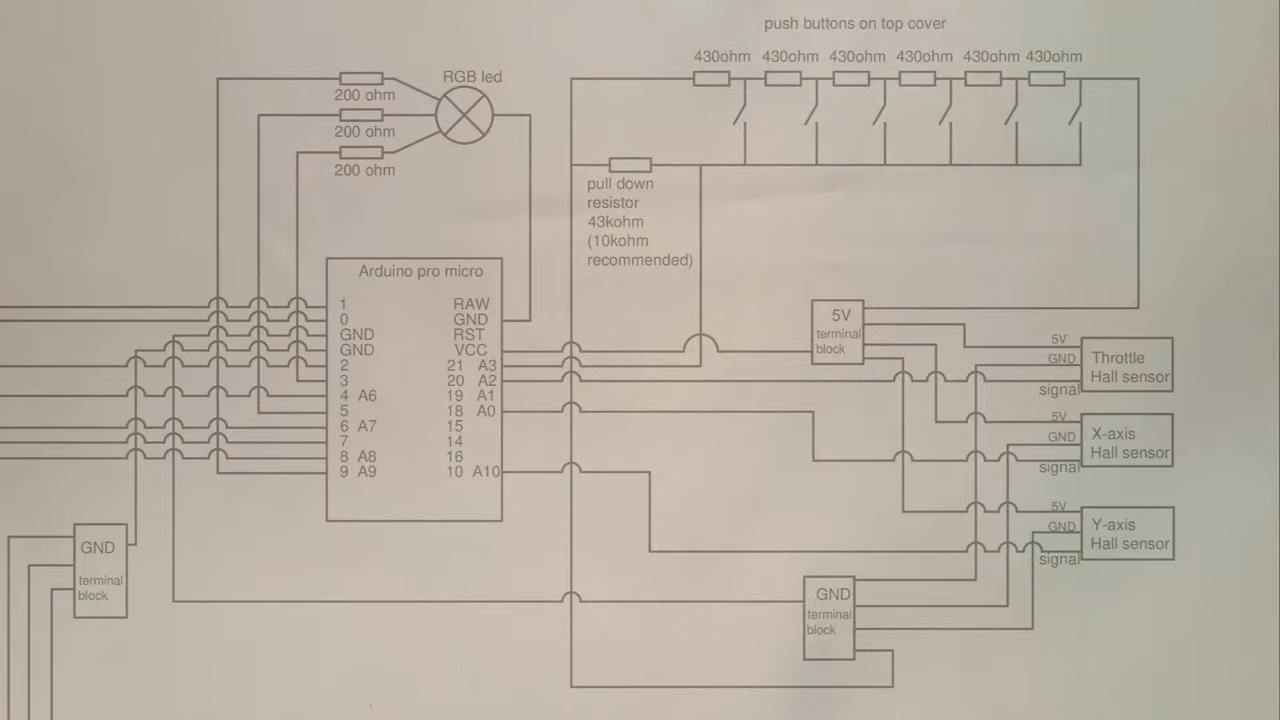 push buttons on top cover
430ohm 430ohm 430ohm 430ohm 430ohm 430ohm
RGB led
200 ohm
200 ohm
200 ohm
pull down
resistor
43kohm
(10kohm
recommended)
Arduino pro micro
1 RAW
0 GND
GND RST
GND VCC
2 21 A3
3 20 A2
4 A6 19 A1
5 18 A0
6 A7 15
7 14
8 A8 16
9 A9 10 A10
5V
terminal
block
5V
GND
signal
Throttle
Hall sensor
5V
GND
signal
X-axis
Hall sensor
5V
GND
signal
Y-axis
Hall sensor
GND
terminal
block
GND
terminal
block